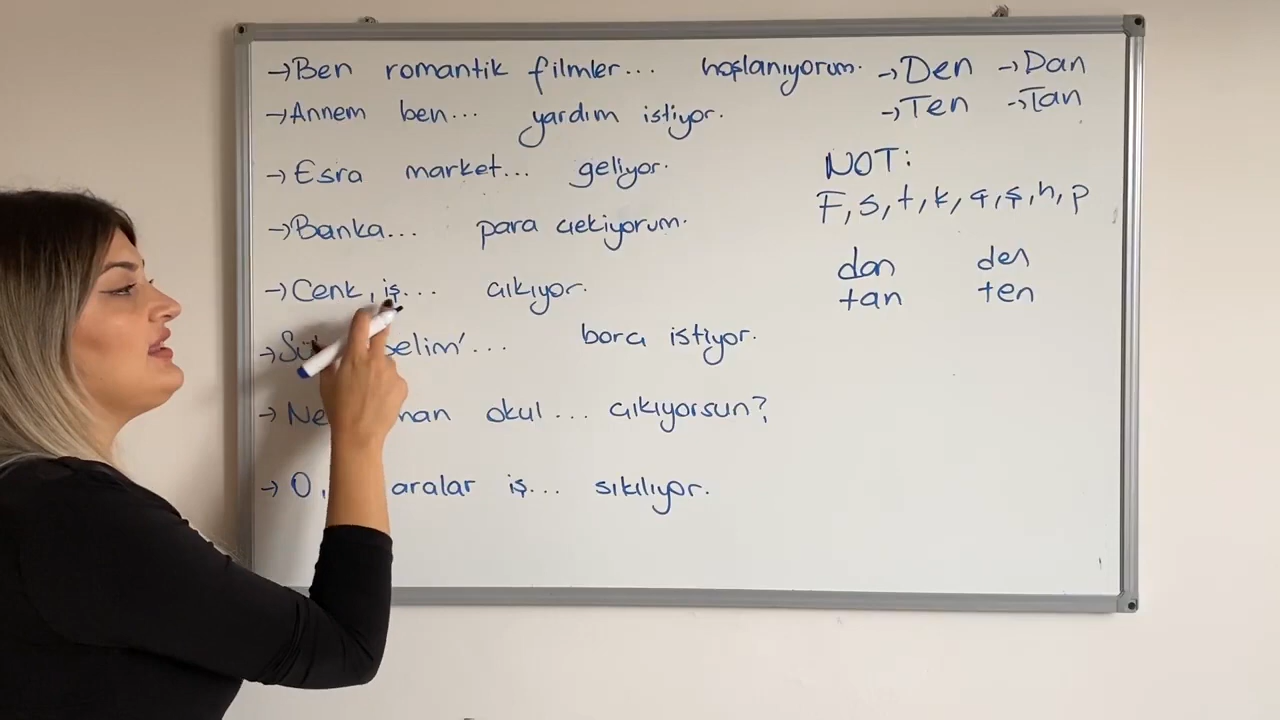 →Ben romantik filmler... hoşlanıyorum.
→Annem ben... yardım istiyor.
→Esra market... geliyor.
→Banka... para çekiyorum.
→Cenk, iş... çıkıyor.
→ Selim'... borç istiyor.
→ okul... çıkıyorsun?
→ O, aralar iş... sıkılıyor.
→Den →Dan
→Ten →Tan
NOT:
F, s, t, k, ç, ş, h, p
dan den
tan ten